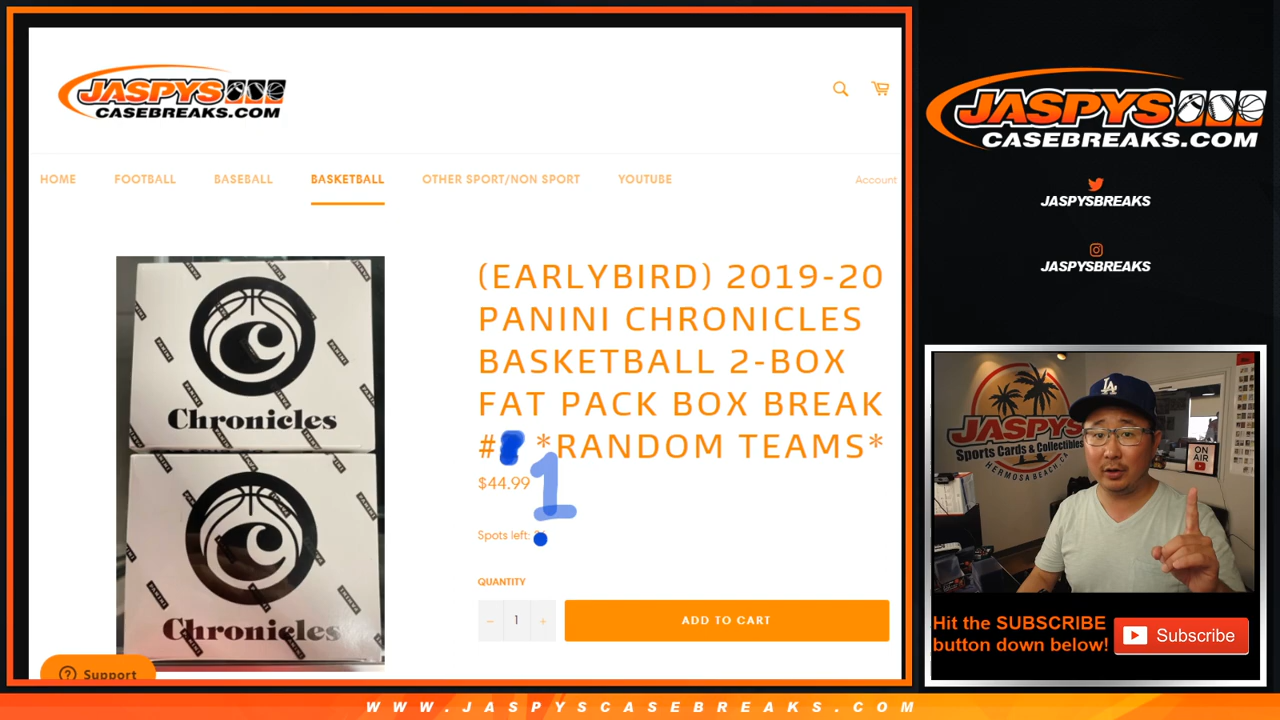 JASPYS
CASEBREAKS.COM
HOME FOOTBALL BASEBALL BASKETBALL OTHER SPORT/NON SPORT YOUTUBE Account
Chronicles
Chronicles
(EARLYBIRD) 2019-20
PANINI CHRONICLES
BASKETBALL 2-BOX
FAT PACK BOX BREAK
# *RANDOM TEAMS*
1
$44.99
Spots left:
QUANTITY
− 1 +
ADD TO CART
Support
JASPYS
CASEBREAKS.COM
JASPYSBREAKS
JASPYSBREAKS
JASPYS
Sports Cards & Collectibles
HERMOSA BEACH, CA
LA
ON
AIR
Hit the SUBSCRIBE
button down below!
Subscribe
WWW.JASPYSCASEBREAKS.COM